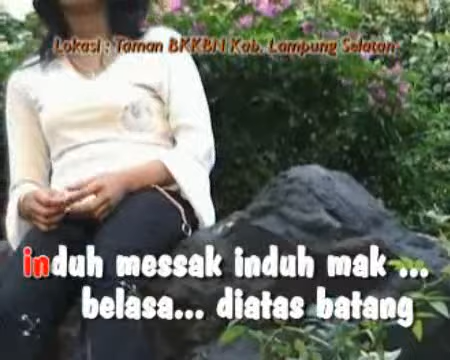 Lokasi : Taman BKKBN Kab. Lampung Selatan
induh messak induh mak ...
belasa... diatas batang